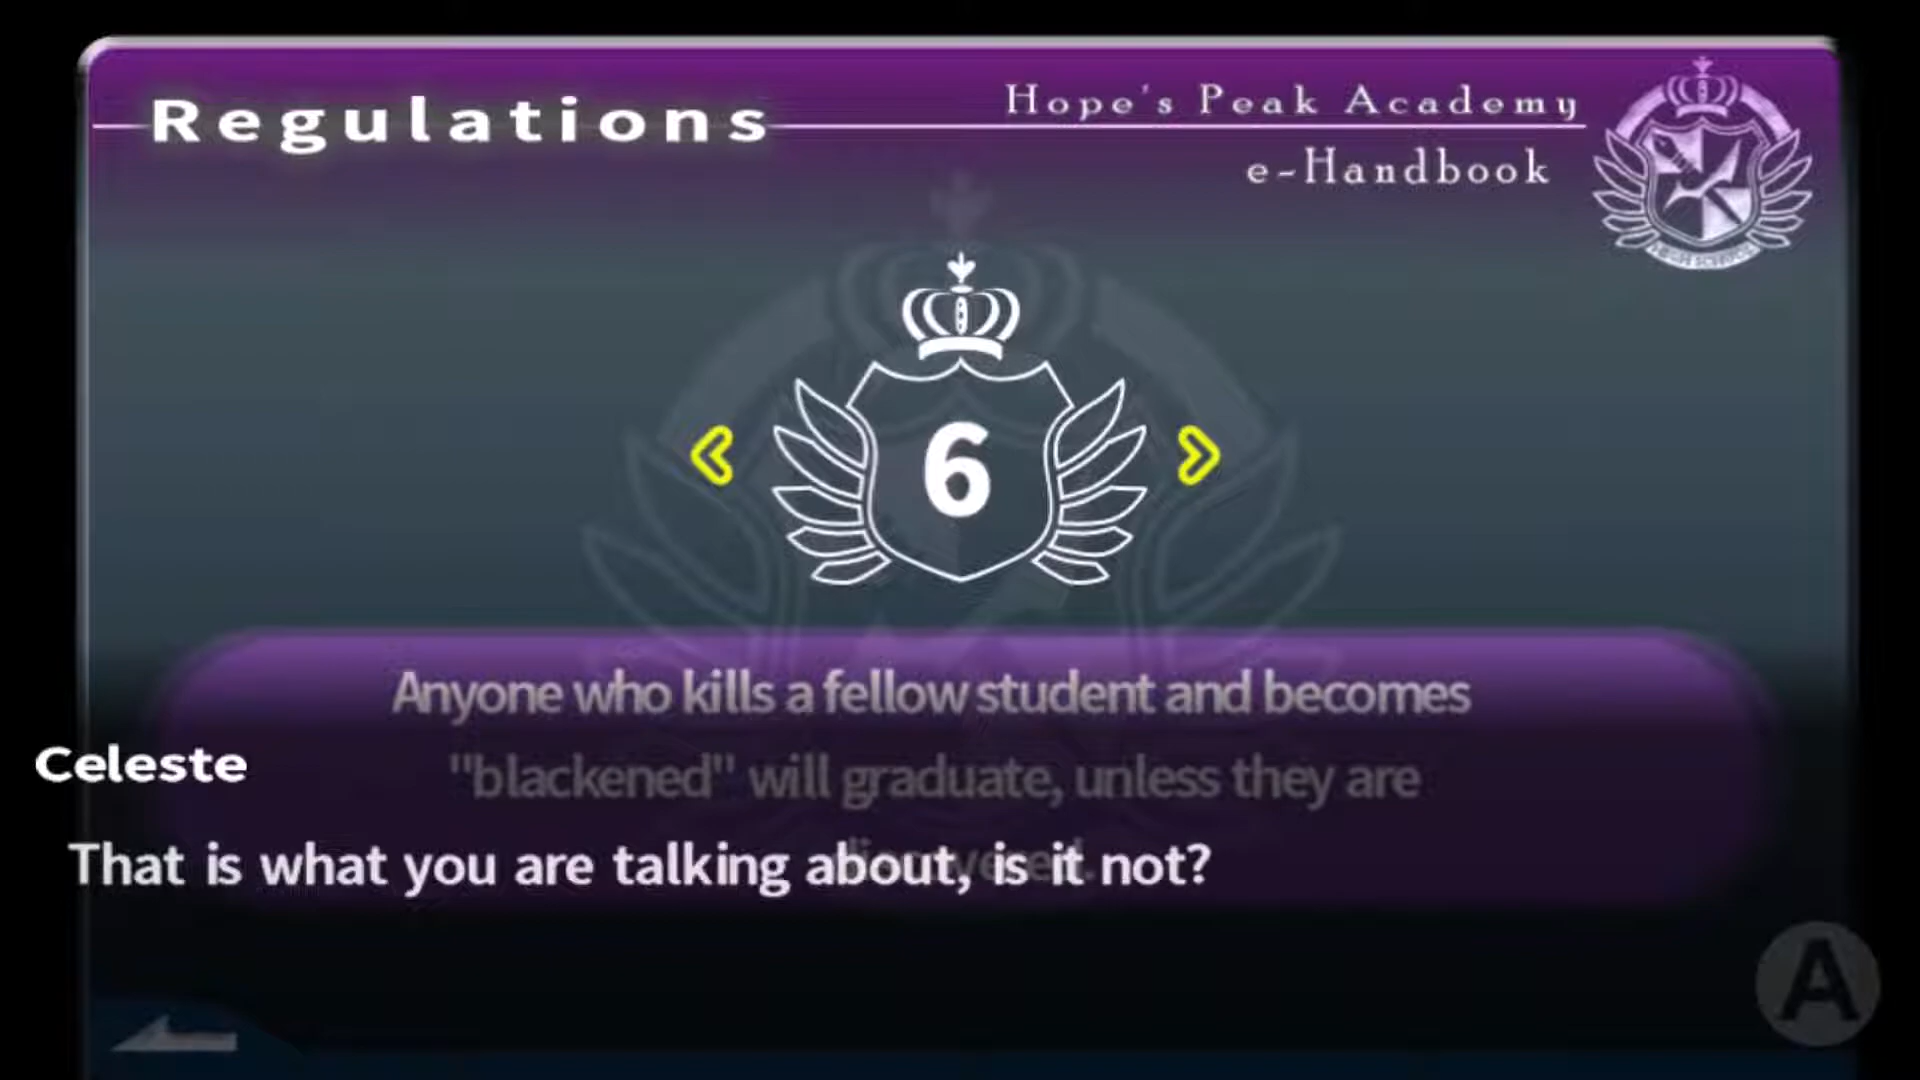 Regulations
Hope's Peak Academy
e-Handbook
6
Anyone who kills a fellow student and becomes
"blackened" will graduate, unless they are
discovered.
Celeste
That is what you are talking about, is it not?
A